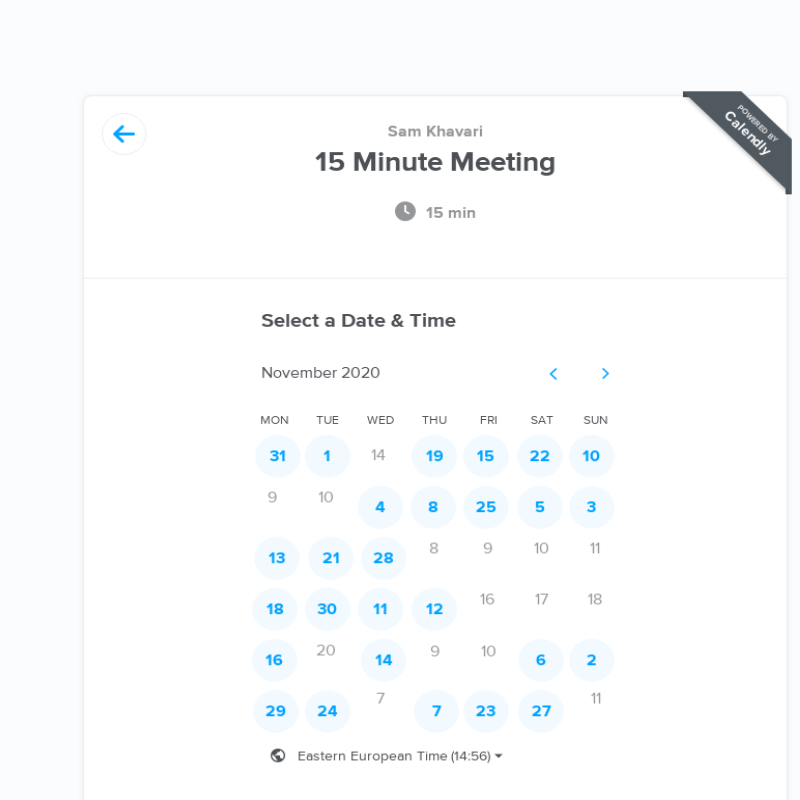 POWERED BY
Calendly
Sam Khavari
15 Minute Meeting
15 min
Select a Date & Time
November 2020
MON TUE WED THU FRI SAT SUN
31 1 14 19 15 22 10
9 10 4 8 25 5 3
13 21 28 8 9 10 11
18 30 11 12 16 17 18
16 20 14 9 10 6 2
29 24 7 7 23 27 11
Eastern European Time (14:56)